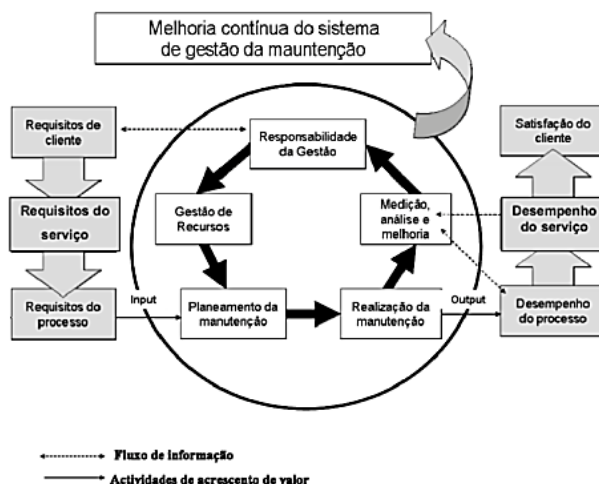 Melhoria contínua do sistema
de gestão da mauntenção
Requisitos de
cliente
Requisitos do
serviço
Requisitos do
processo
Input
Responsabilidade
da Gestão
Gestão de
Recursos
Medição,
análise e
melhoria
Planeamento da
manutenção
Realização da
manutenção
Output
Satisfação do
cliente
Desempenho
do serviço
Desempenho
do processo
Fluxo de informação
Actividades de acrescento de valor